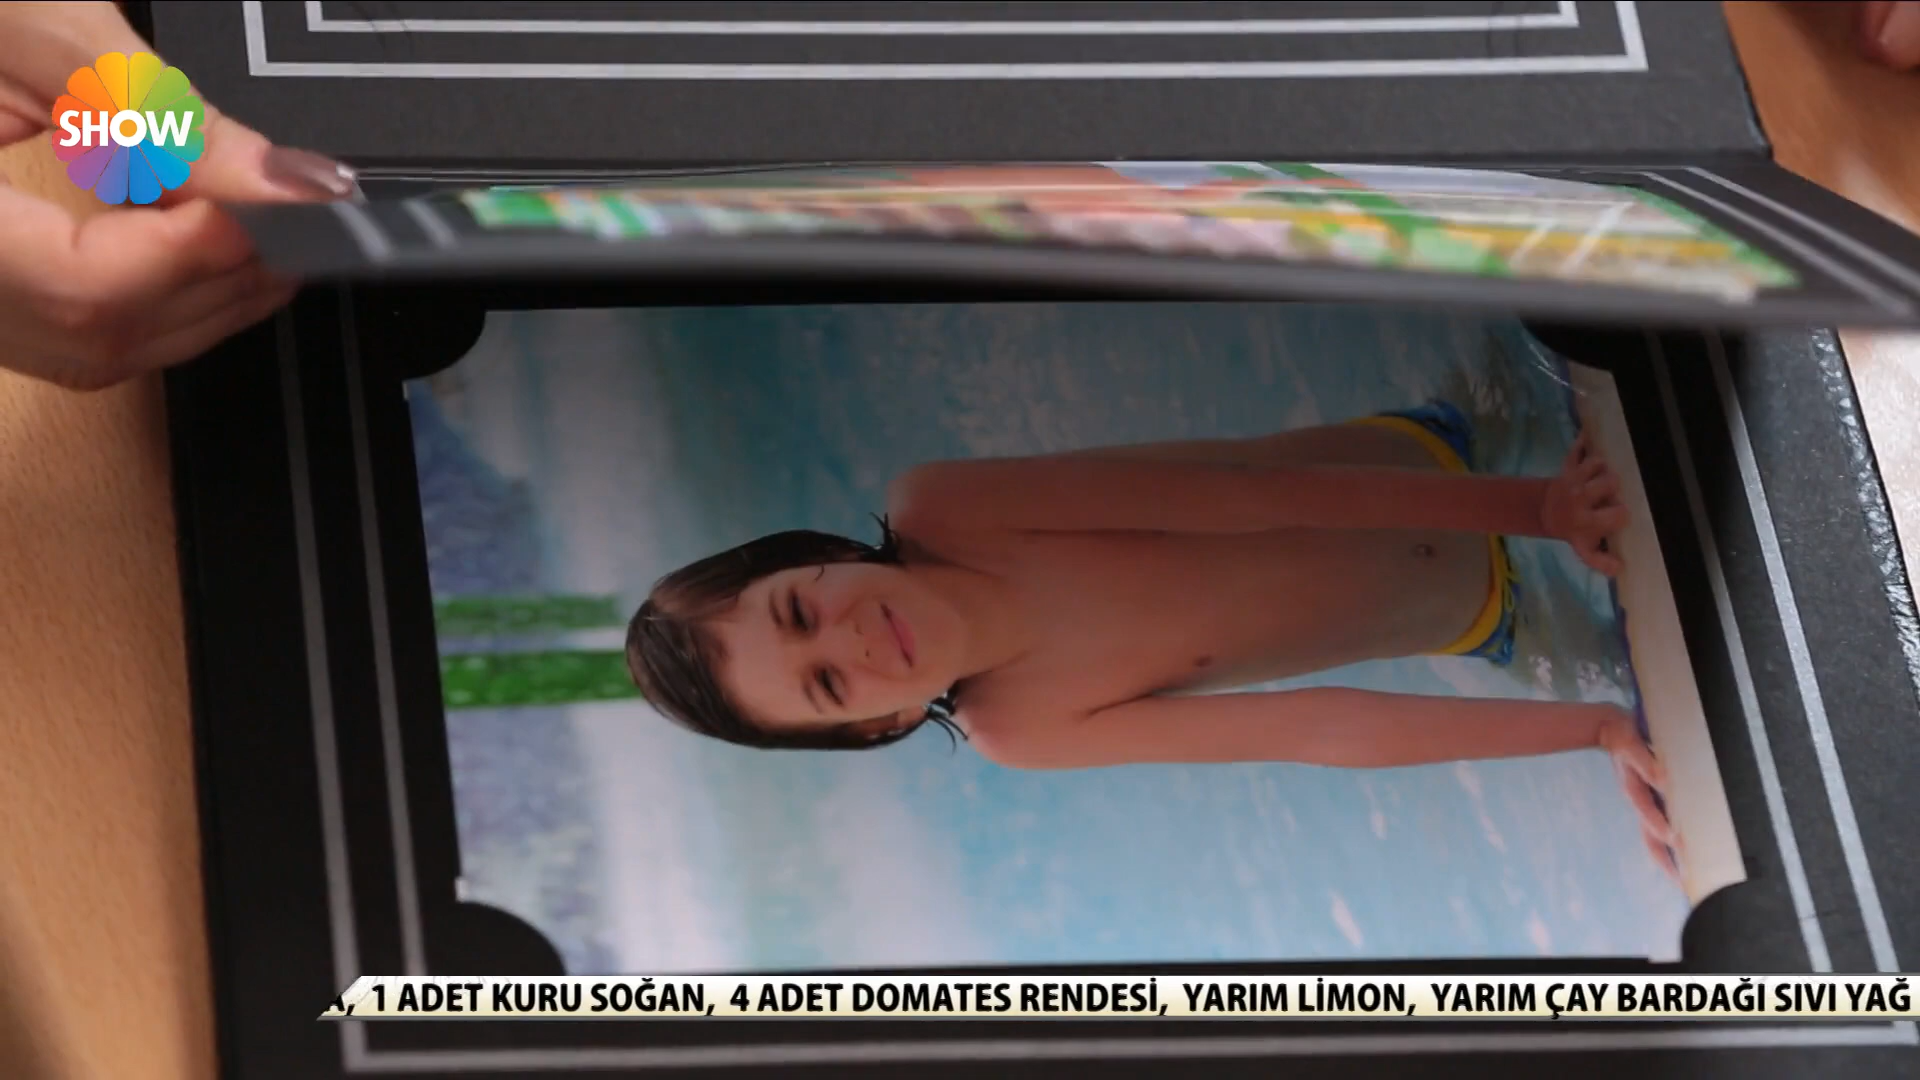 SHOW
1 ADET KURU SOĞAN, 4 ADET DOMATES RENDESİ, YARIM LİMON, YARIM ÇAY BARDAĞI SIVI YAĞ